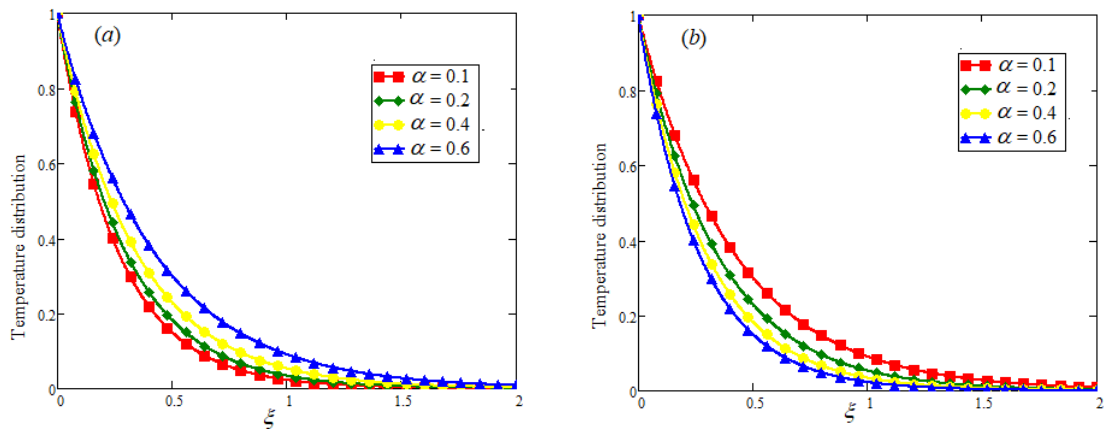 (a)
α = 0.1
α = 0.2
α = 0.4
α = 0.6
Temperature distribution
1
0.8
0.6
0.4
0.2
0
0
0.5
1
1.5
2
ξ
(b)
α = 0.1
α = 0.2
α = 0.4
α = 0.6
Temperature distribution
1
0.8
0.6
0.4
0.2
0
0
0.5
1
1.5
2
ξ